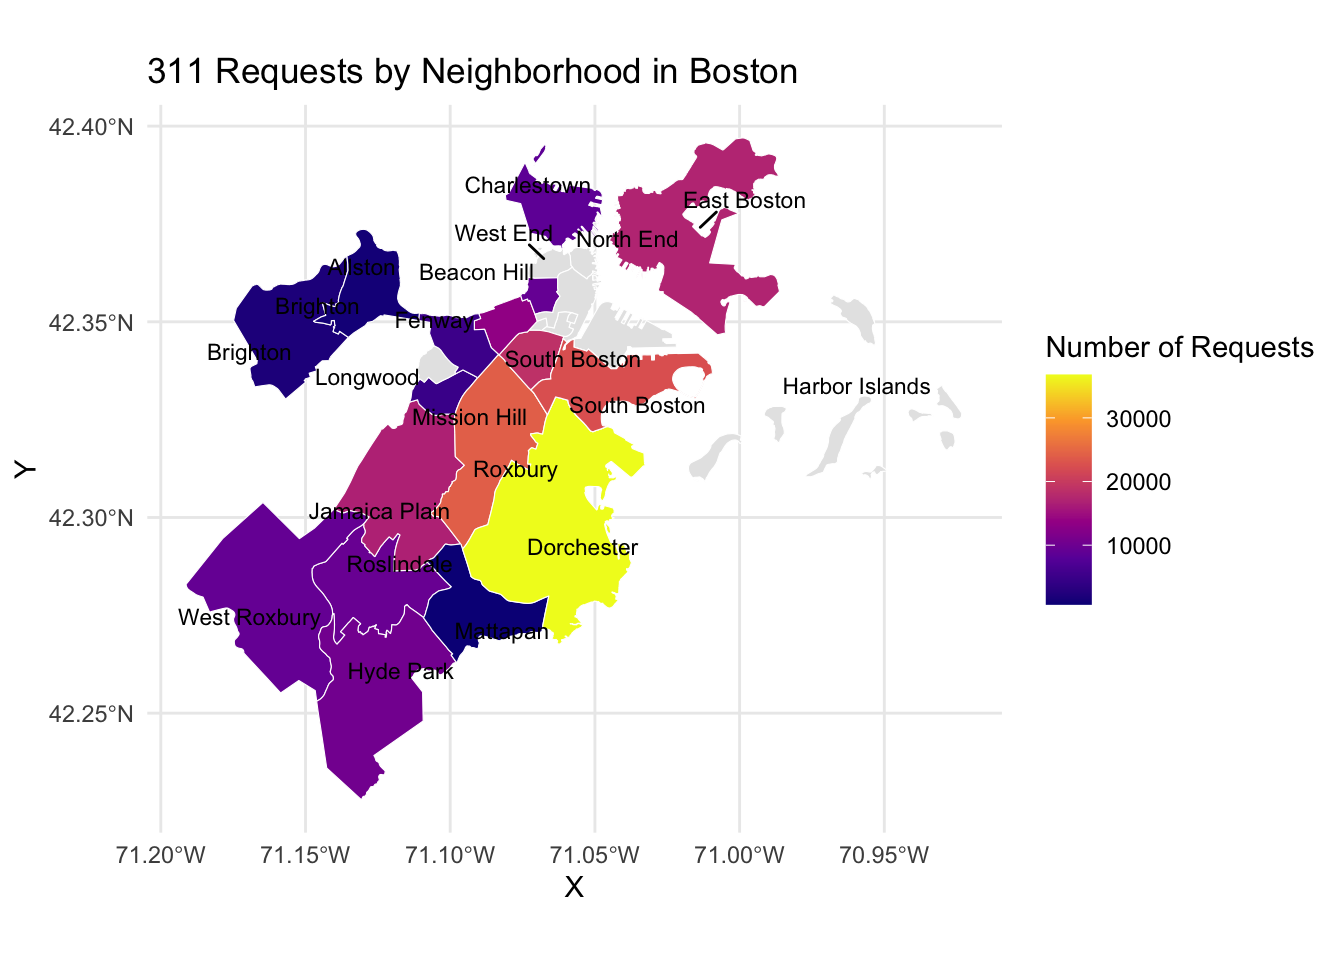 311 Requests by Neighborhood in Boston
42.40°N
42.35°N
42.30°N
42.25°N
Y
Charlestown
East Boston
West End
North End
Allston
Beacon Hill
Brighton
Fenway
Brighton
South Boston
Longwood
Harbor Islands
South Boston
Mission Hill
Roxbury
Jamaica Plain
Dorchester
Roslindale
West Roxbury
Mattapan
Hyde Park
71.20°W 71.15°W 71.10°W 71.05°W 71.00°W 70.95°W
X
Number of Requests
30000
20000
10000